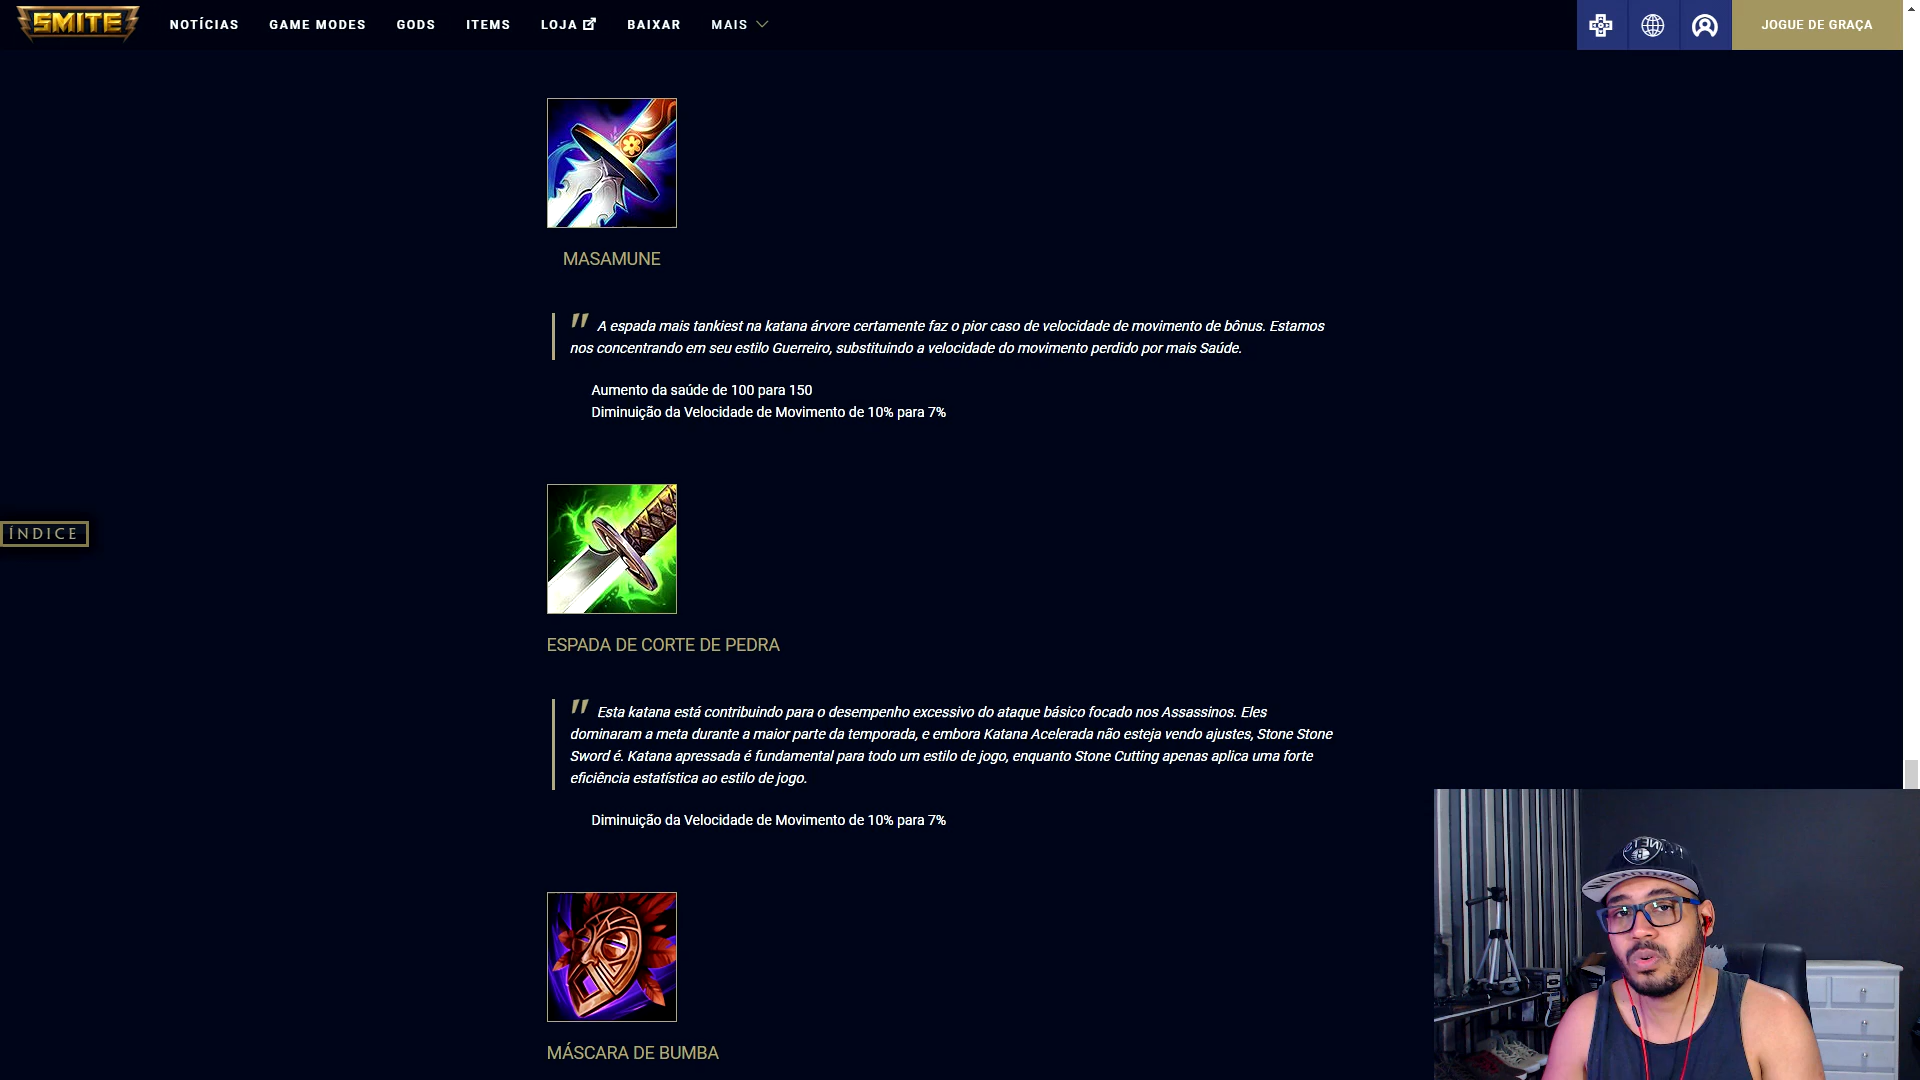 SMITE
NOTÍCIAS GAME MODES GODS ITEMS LOJA BAIXAR MAIS JOGUE DE GRAÇA
MASAMUNE
" A espada mais tankiest na katana árvore certamente faz o pior caso de velocidade de movimento de bônus. Estamos
nos concentrando em seu estilo Guerreiro, substituindo a velocidade do movimento perdido por mais Saúde.
Aumento da saúde de 100 para 150
Diminuição da Velocidade de Movimento de 10% para 7%
ÍNDICE
ESPADA DE CORTE DE PEDRA
" Esta katana está contribuindo para o desempenho excessivo do ataque básico focado nos Assassinos. Eles
dominaram a meta durante a maior parte da temporada, e embora Katana Acelerada não esteja vendo ajustes, Stone Stone
Sword é. Katana apressada é fundamental para todo um estilo de jogo, enquanto Stone Cutting apenas aplica uma forte
eficiência estatística ao estilo de jogo.
Diminuição da Velocidade de Movimento de 10% para 7%
MÁSCARA DE BUMBA